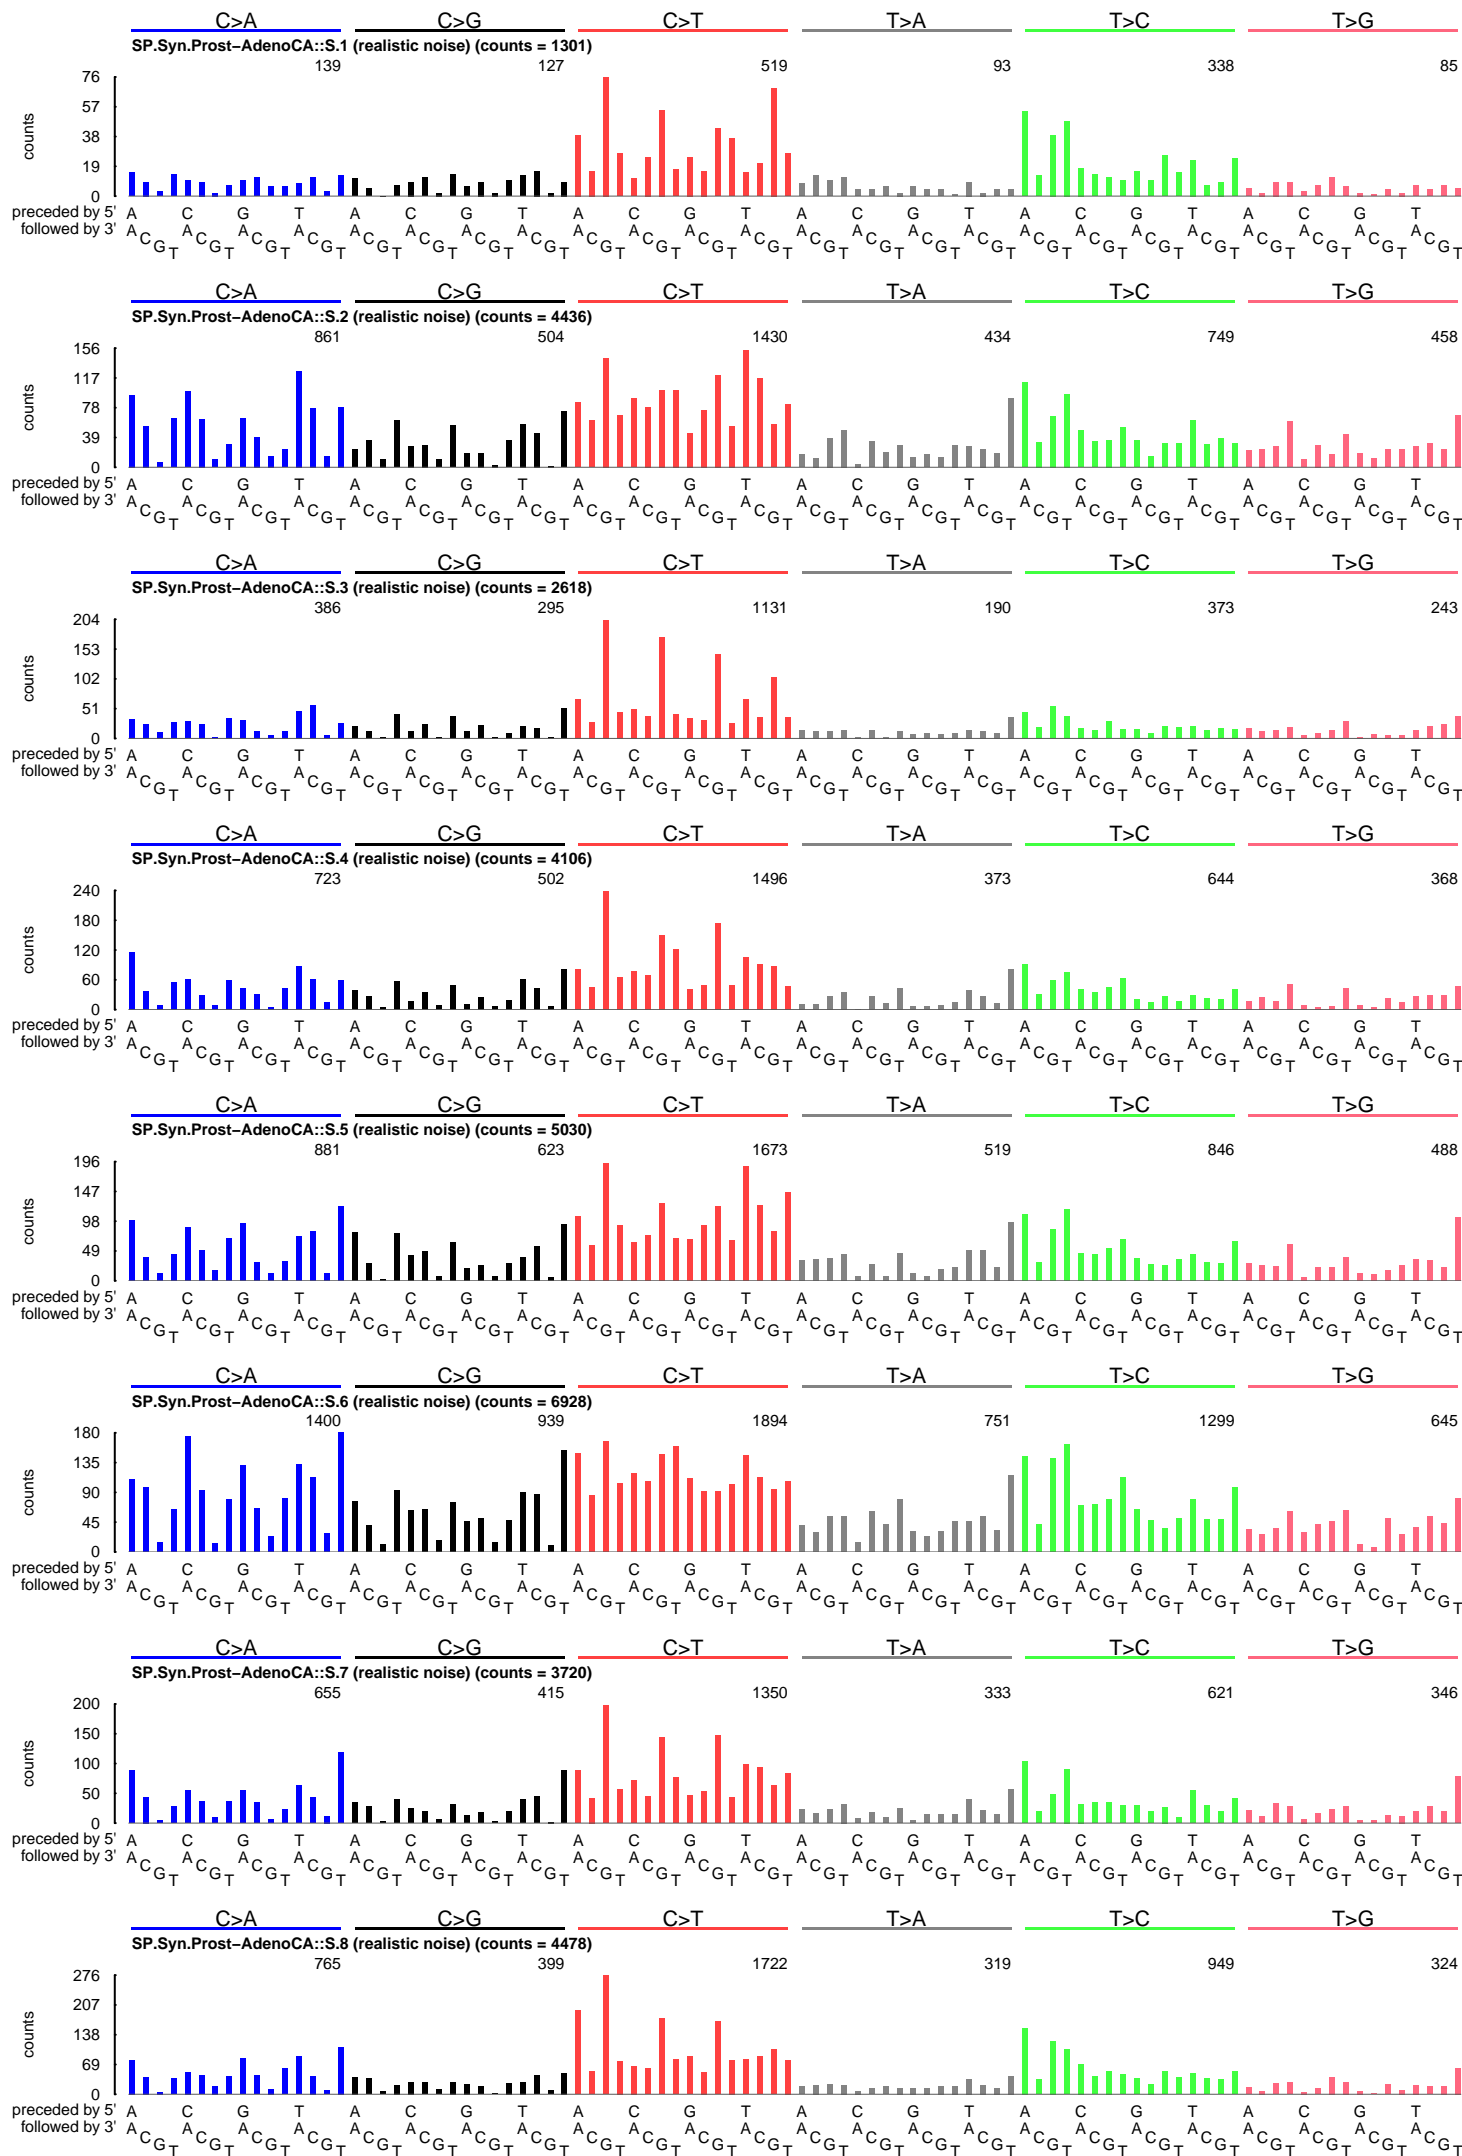 C>A C>G C>T T>A T>C T>G
SP.Syn.Prost–AdenoCA::S.1 (realistic noise) (counts = 1301)
139 127 519 93 338 85
76
57
38
19
0
counts
preceded by 5' A C G T A C G T A C G T A C G T A C G T A C G T
followed by 3' A C G T A C G T A C G T A C G T A C G T A C G T A C G T A C G T A C G T A C G T A C G T A C G T A C G T A C G T A C G T A C G T A C G T A C G T A C G T A C G T A C G T A C G T A C G T A C G T
C>A C>G C>T T>A T>C T>G
SP.Syn.Prost–AdenoCA::S.2 (realistic noise) (counts = 4436)
861 504 1430 434 749 458
156
117
78
39
0
counts
preceded by 5' A C G T A C G T A C G T A C G T A C G T A C G T
followed by 3' A C G T A C G T A C G T A C G T A C G T A C G T A C G T A C G T A C G T A C G T A C G T A C G T A C G T A C G T A C G T A C G T A C G T A C G T A C G T A C G T A C G T A C G T A C G T A C G T
C>A C>G C>T T>A T>C T>G
SP.Syn.Prost–AdenoCA::S.3 (realistic noise) (counts = 2618)
386 295 1131 190 373 243
204
153
102
51
0
counts
preceded by 5' A C G T A C G T A C G T A C G T A C G T A C G T
followed by 3' A C G T A C G T A C G T A C G T A C G T A C G T A C G T A C G T A C G T A C G T A C G T A C G T A C G T A C G T A C G T A C G T A C G T A C G T A C G T A C G T A C G T A C G T A C G T A C G T
C>A C>G C>T T>A T>C T>G
SP.Syn.Prost–AdenoCA::S.4 (realistic noise) (counts = 4106)
723 502 1496 373 644 368
240
180
120
60
0
counts
preceded by 5' A C G T A C G T A C G T A C G T A C G T A C G T
followed by 3' A C G T A C G T A C G T A C G T A C G T A C G T A C G T A C G T A C G T A C G T A C G T A C G T A C G T A C G T A C G T A C G T A C G T A C G T A C G T A C G T A C G T A C G T A C G T A C G T
C>A C>G C>T T>A T>C T>G
SP.Syn.Prost–AdenoCA::S.5 (realistic noise) (counts = 5030)
881 623 1673 519 846 488
196
147
98
49
0
counts
preceded by 5' A C G T A C G T A C G T A C G T A C G T A C G T
followed by 3' A C G T A C G T A C G T A C G T A C G T A C G T A C G T A C G T A C G T A C G T A C G T A C G T A C G T A C G T A C G T A C G T A C G T A C G T A C G T A C G T A C G T A C G T A C G T A C G T
C>A C>G C>T T>A T>C T>G
SP.Syn.Prost–AdenoCA::S.6 (realistic noise) (counts = 6928)
1400 939 1894 751 1299 645
180
135
90
45
0
counts
preceded by 5' A C G T A C G T A C G T A C G T A C G T A C G T
followed by 3' A C G T A C G T A C G T A C G T A C G T A C G T A C G T A C G T A C G T A C G T A C G T A C G T A C G T A C G T A C G T A C G T A C G T A C G T A C G T A C G T A C G T A C G T A C G T A C G T
C>A C>G C>T T>A T>C T>G
SP.Syn.Prost–AdenoCA::S.7 (realistic noise) (counts = 3720)
655 415 1350 333 621 346
200
150
100
50
0
counts
preceded by 5' A C G T A C G T A C G T A C G T A C G T A C G T
followed by 3' A C G T A C G T A C G T A C G T A C G T A C G T A C G T A C G T A C G T A C G T A C G T A C G T A C G T A C G T A C G T A C G T A C G T A C G T A C G T A C G T A C G T A C G T A C G T A C G T
C>A C>G C>T T>A T>C T>G
SP.Syn.Prost–AdenoCA::S.8 (realistic noise) (counts = 4478)
765 399 1722 319 949 324
276
207
138
69
0
counts
preceded by 5' A C G T A C G T A C G T A C G T A C G T A C G T
followed by 3' A C G T A C G T A C G T A C G T A C G T A C G T A C G T A C G T A C G T A C G T A C G T A C G T A C G T A C G T A C G T A C G T A C G T A C G T A C G T A C G T A C G T A C G T A C G T A C G T